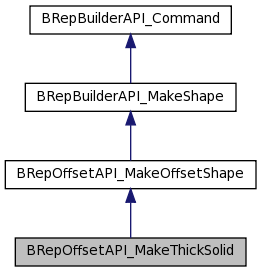 BRepBuilderAPI_Command
BRepBuilderAPI_MakeShape
BRepOffsetAPI_MakeOffsetShape
BRepOffsetAPI_MakeThickSolid